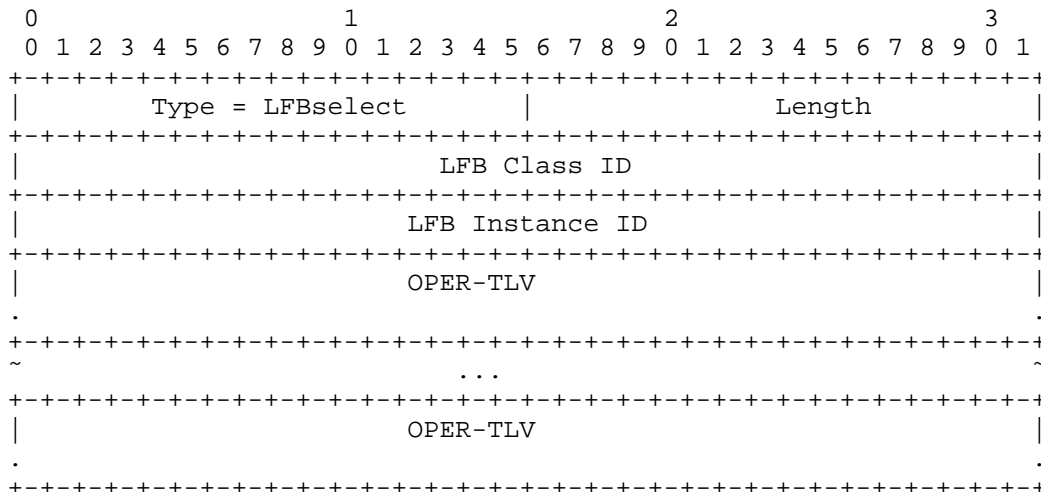 0                   1                   2                   3
 0 1 2 3 4 5 6 7 8 9 0 1 2 3 4 5 6 7 8 9 0 1 2 3 4 5 6 7 8 9 0 1
+-+-+-+-+-+-+-+-+-+-+-+-+-+-+-+-+-+-+-+-+-+-+-+-+-+-+-+-+-+-+-+-+
|        Type = LFBselect        |               Length          |
+-+-+-+-+-+-+-+-+-+-+-+-+-+-+-+-+-+-+-+-+-+-+-+-+-+-+-+-+-+-+-+-+
|                          LFB Class ID                         |
+-+-+-+-+-+-+-+-+-+-+-+-+-+-+-+-+-+-+-+-+-+-+-+-+-+-+-+-+-+-+-+-+
|                        LFB Instance ID                        |
+-+-+-+-+-+-+-+-+-+-+-+-+-+-+-+-+-+-+-+-+-+-+-+-+-+-+-+-+-+-+-+-+
|                        OPER-TLV                               |
.                                                               .
+-+-+-+-+-+-+-+-+-+-+-+-+-+-+-+-+-+-+-+-+-+-+-+-+-+-+-+-+-+-+-+-+
~                           ...                                 ~
+-+-+-+-+-+-+-+-+-+-+-+-+-+-+-+-+-+-+-+-+-+-+-+-+-+-+-+-+-+-+-+-+
|                        OPER-TLV                               |
.                                                               .
+-+-+-+-+-+-+-+-+-+-+-+-+-+-+-+-+-+-+-+-+-+-+-+-+-+-+-+-+-+-+-+-+